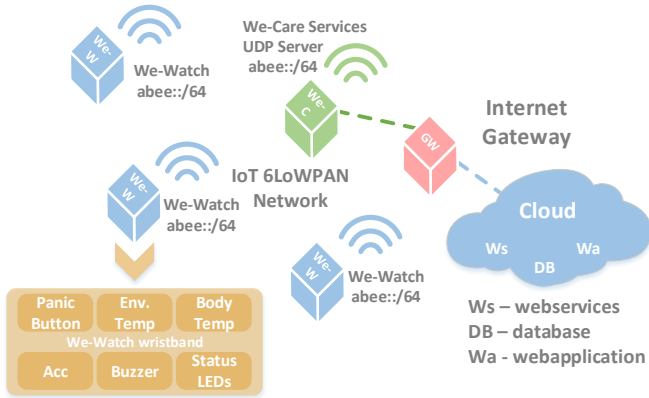 We-W
We-Watch
abee::/64
We-Care Services
UDP Server
abee::/64
We-C
GW
Internet
Gateway
We-W
We-Watch
abee::/64
IoT 6LoWPAN
Network
We-W
We-Watch
abee::/64
Cloud
Ws
Wa
DB
Ws – webservices
DB – database
Wa - webapplication
Panic
Button
Env.
Temp
Body
Temp
We-Watch wristband
Acc
Buzzer
Status
LEDs